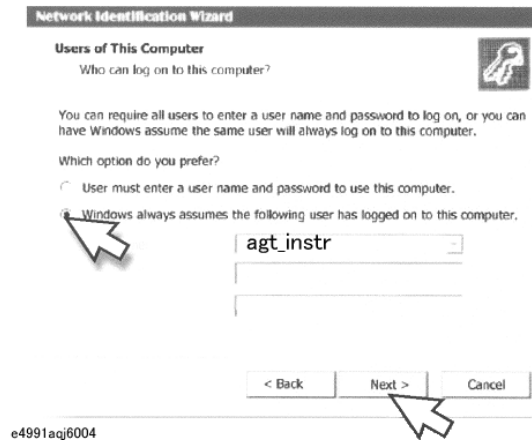 Network Identification Wizard
Users of This Computer
Who can log on to this computer?
You can require all users to enter a user name and password to log on, or you can
have Windows assume the same user will always log on to this computer.
Which option do you prefer?
User must enter a user name and password to use this computer.
Windows always assumes the following user has logged on to this computer.
agt_instr
< Back Next > Cancel
e4991aqj6004